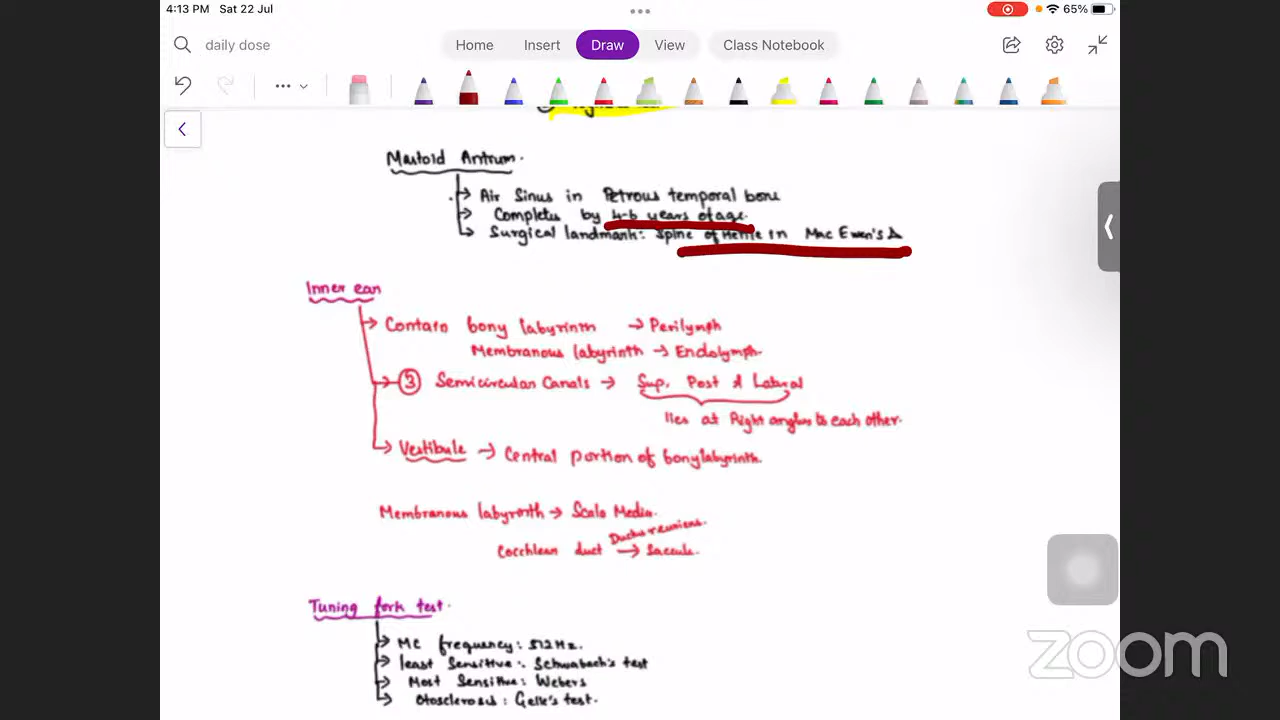 4:13 PM Sat 22 Jul
65%
daily dose
Home Insert Draw View Class Notebook
Mastoid Antrum.
Air Sinus in Petrous temporal bone
Completes by 4-6 years of age.
Surgical landmark: Spine of Henle in Mac Ewen's Δ
Inner ear
Contain bony labyrinth → Perilymph
Membranous labyrinth → Endolymph.
③ Semicircular Canals → Sup. Post & Lateral
lies at Right angles to each other.
Vestibule → Central portion of bony labyrinth.
Membranous labyrinth → Scala Media.
Ductus reuniens.
Cocchlear duct → Saccule.
Tuning fork test.
MC frequency: 512Hz.
least Sensitive: Schwabach's test
Most Sensitive: Webers
Otosclerosis: Gelle's test.
zoom